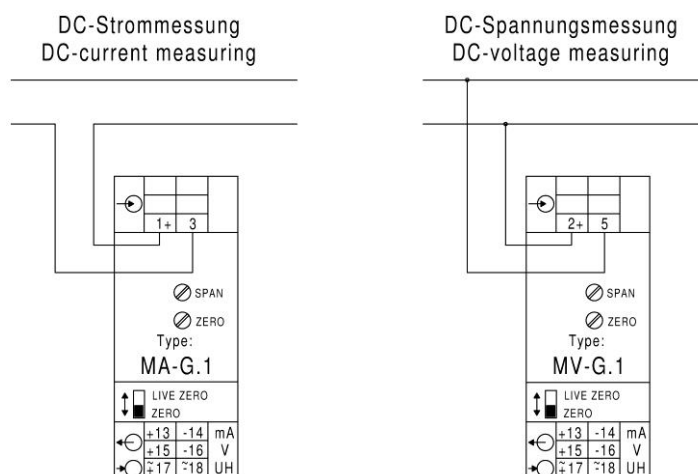 DC-Strommessung
DC-current measuring
1+ 3
SPAN
ZERO
Type:
MA-G.1
LIVE ZERO
ZERO
+13 -14 mA
+15 -16 V
≂17 ≂18 UH
DC-Spannungsmessung
DC-voltage measuring
2+ 5
SPAN
ZERO
Type:
MV-G.1
LIVE ZERO
ZERO
+13 -14 mA
+15 -16 V
≂17 ≂18 UH